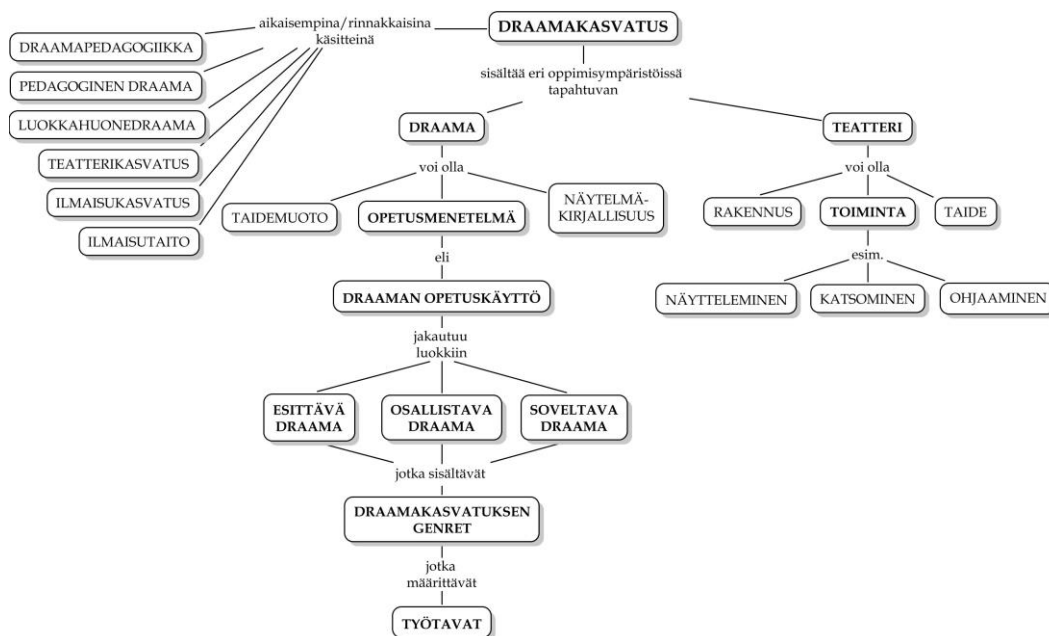 aikaisempina/rinnakkaisina
käsitteinä
DRAAMAKASVATUS
DRAAMAPEDAGOGIIKKA
PEDAGOGINEN DRAAMA
LUOKKAHUONEDRAAMA
TEATTERIKASVATUS
ILMAISUKASVATUS
ILMAISUTAITO
sisältää eri oppimisympäristöissä
tapahtuvan
DRAAMA
TEATTERI
voi olla
voi olla
TAIDEMUOTO
OPETUSMENETELMÄ
NÄYTELMÄ-
KIRJALLISUUS
RAKENNUS
TOIMINTA
TAIDE
eli
esim.
DRAAMAN OPETUSKÄYTTÖ
NÄYTTELEMINEN
KATSOMINEN
OHJAAMINEN
jakautuu
luokkiin
ESITTÄVÄ
DRAAMA
OSALLISTAVA
DRAAMA
SOVELTAVA
DRAAMA
jotka sisältävät
DRAAMAKASVATUKSEN
GENRET
jotka
määrittävät
TYÖTAVAT